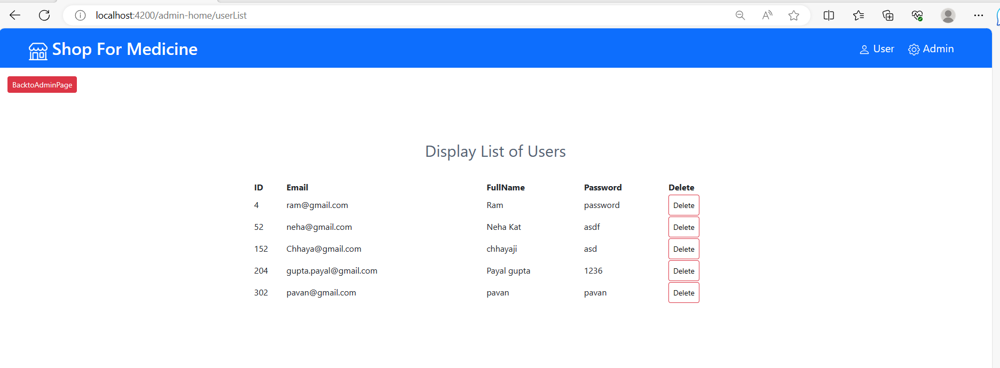 localhost:4200/admin-home/userList
Shop For Medicine User Admin
BacktoAdminPage
Display List of Users
ID Email FullName Password Delete
4 ram@gmail.com Ram password Delete
52 neha@gmail.com Neha Kat asdf Delete
152 Chhaya@gmail.com chhayaji asd Delete
204 gupta.payal@gmail.com Payal gupta 1236 Delete
302 pavan@gmail.com pavan pavan Delete